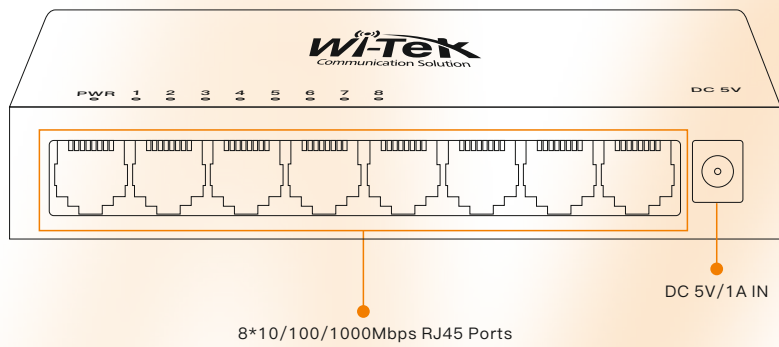 Wi-Tek
Communication Solution
PWR 1 2 3 4 5 6 7 8
DC 5V
DC 5V/1A IN
8*10/100/1000Mbps RJ45 Ports